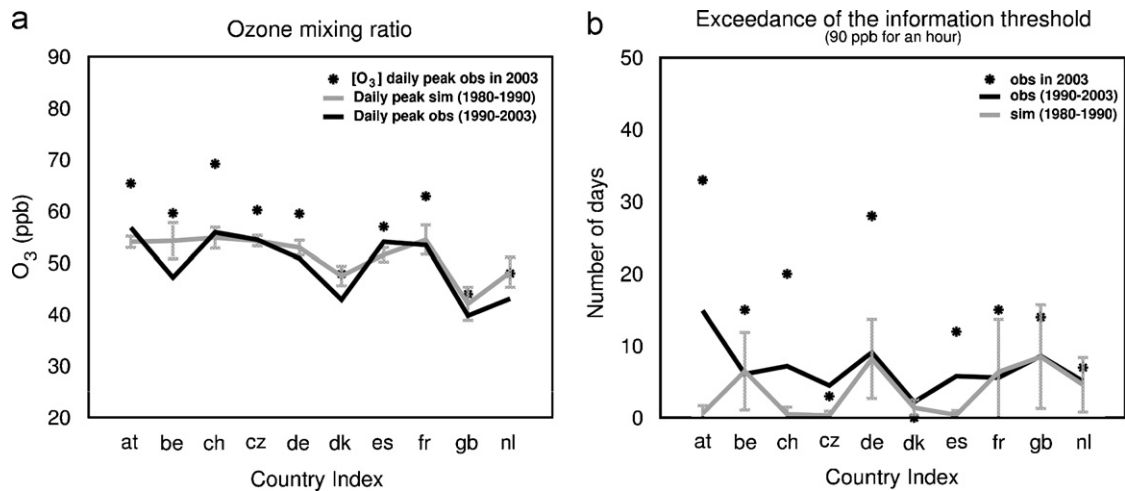 a
Ozone mixing ratio
90
80
70
60
50
40
30
20
O3 (ppb)
[O3] daily peak obs in 2003
Daily peak sim (1980-1990)
Daily peak obs (1990-2003)
at be ch cz de dk es fr gb nl
Country Index
b
Exceedance of the information threshold
(90 ppb for an hour)
50
40
30
20
10
0
Number of days
obs in 2003
obs (1990-2003)
sim (1980-1990)
at be ch cz de dk es fr gb nl
Country Index